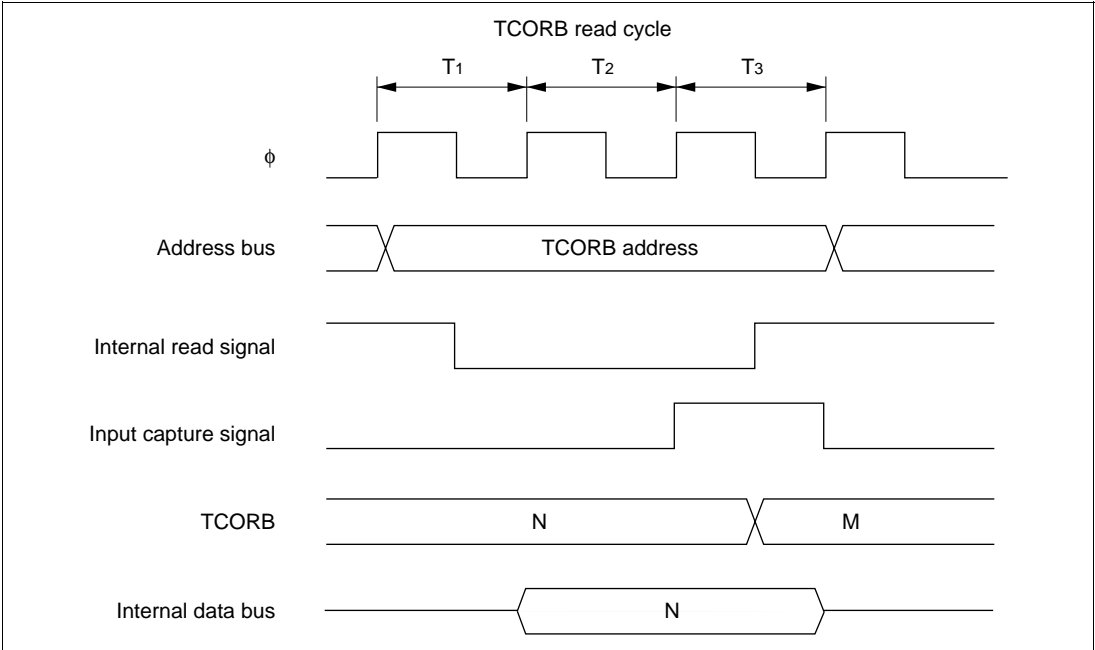 TCORB read cycle
T1 T2 T3
ϕ
Address bus TCORB address
Internal read signal
Input capture signal
TCORB N M
Internal data bus N